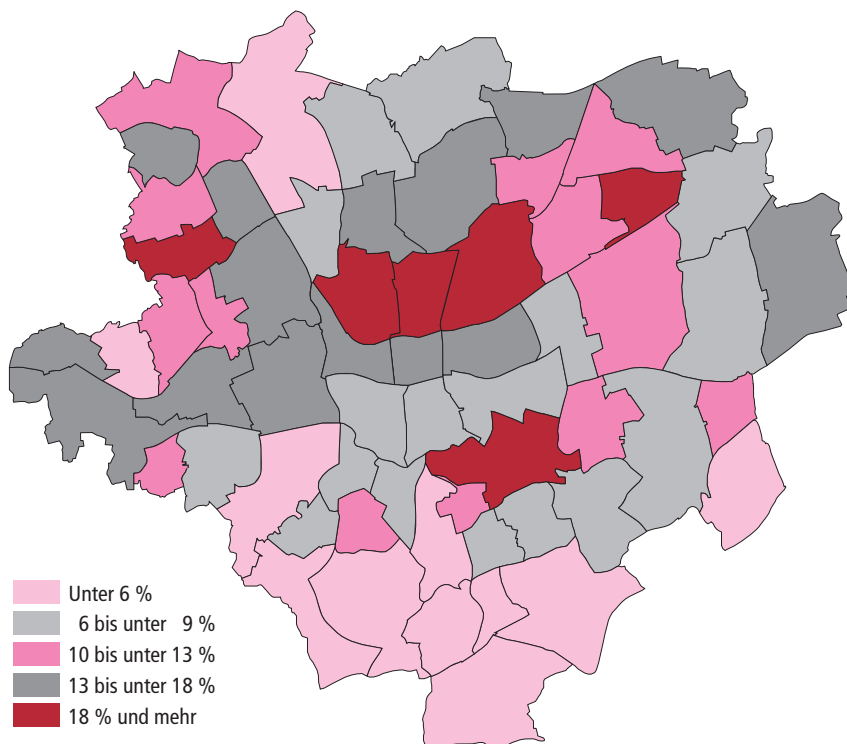 Unter 6 %
6 bis unter 9 %
10 bis unter 13 %
13 bis unter 18 %
18 % und mehr